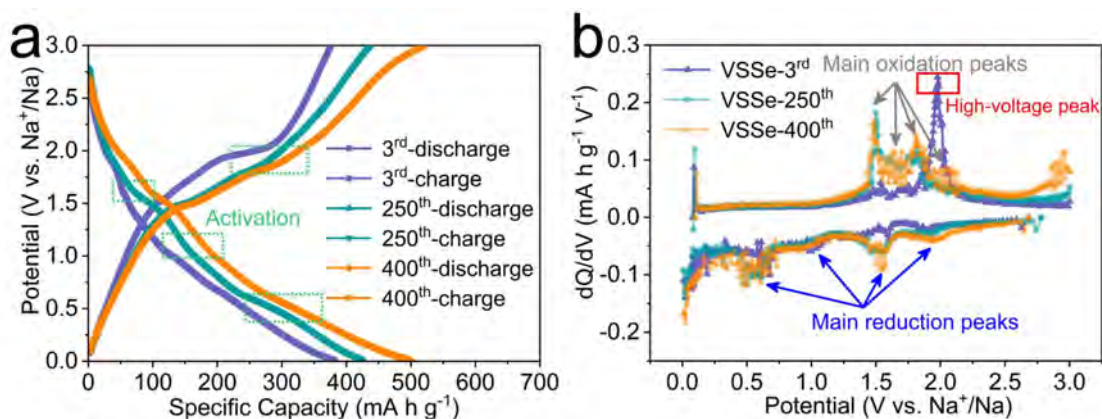 a
Potential (V vs. Na⁺/Na)
3.0
2.5
2.0
1.5
1.0
0.5
0.0
Activation
3ʳᵈ-discharge
3ʳᵈ-charge
250ᵗʰ-discharge
250ᵗʰ-charge
400ᵗʰ-discharge
400ᵗʰ-charge
0 100 200 300 400 500 600 700
Specific Capacity (mA h g⁻¹)
b
dQ/dV (mA h g⁻¹ V⁻¹)
0.3
0.2
0.1
0.0
-0.1
-0.2
VSSe-3ʳᵈ
VSSe-250ᵗʰ
VSSe-400ᵗʰ
Main oxidation peaks
High-voltage peak
Main reduction peaks
0.0 0.5 1.0 1.5 2.0 2.5 3.0
Potential (V vs. Na⁺/Na)